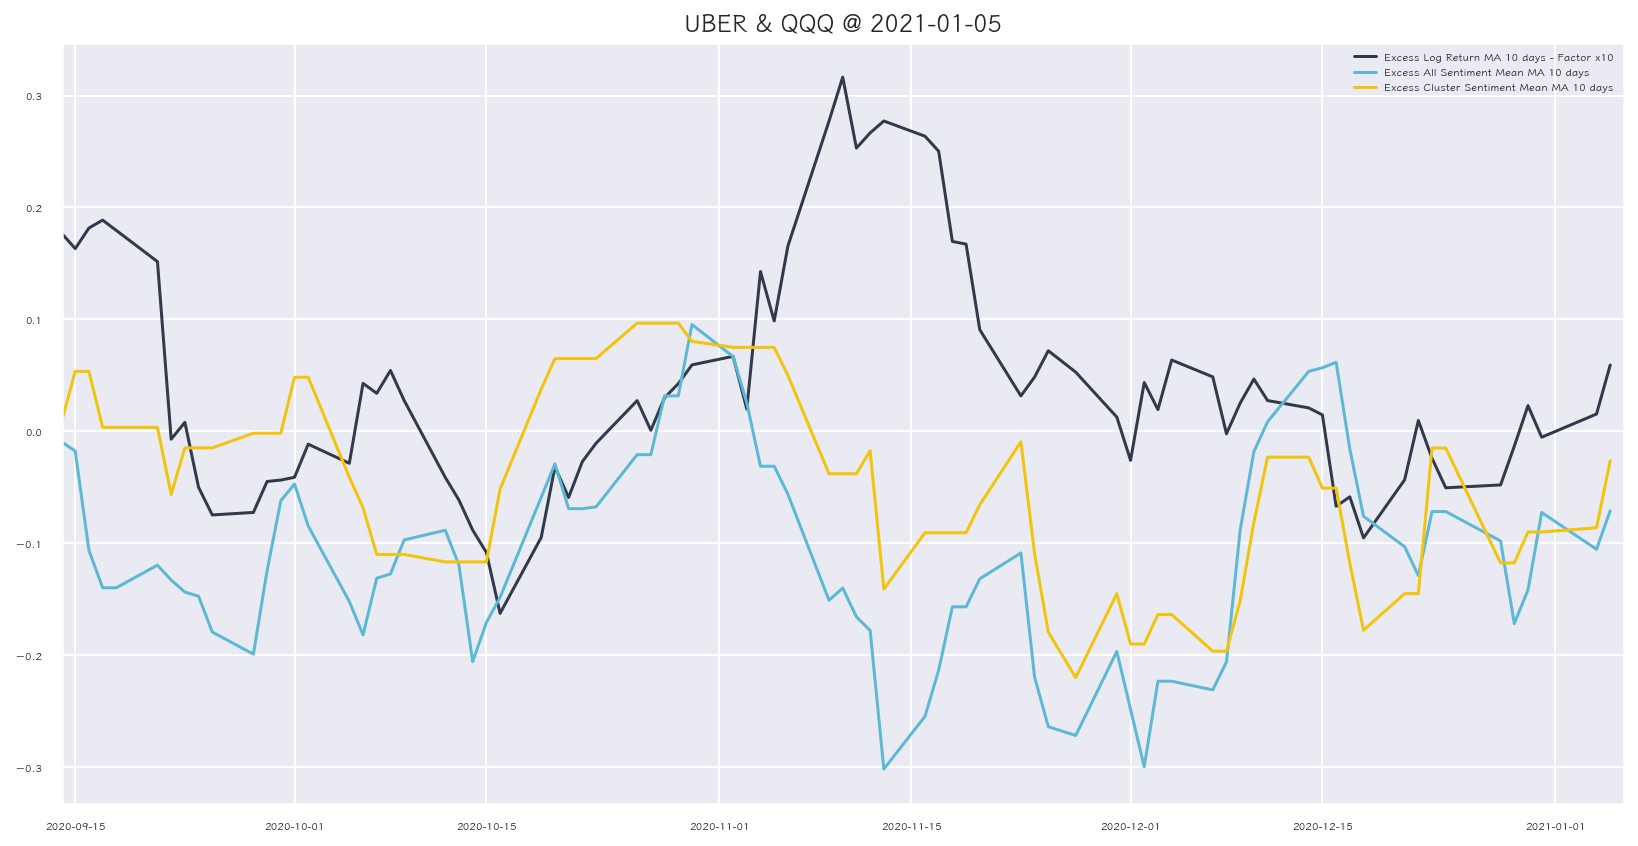 UBER & QQQ @ 2021-01-05
Excess Log Return MA 10 days - Factor x10
Excess All Sentiment Mean MA 10 days
Excess Cluster Sentiment Mean MA 10 days
0.3
0.2
0.1
0.0
−0.1
−0.2
−0.3
2020-09-15 2020-10-01 2020-10-15 2020-11-01 2020-11-15 2020-12-01 2020-12-15 2021-01-01